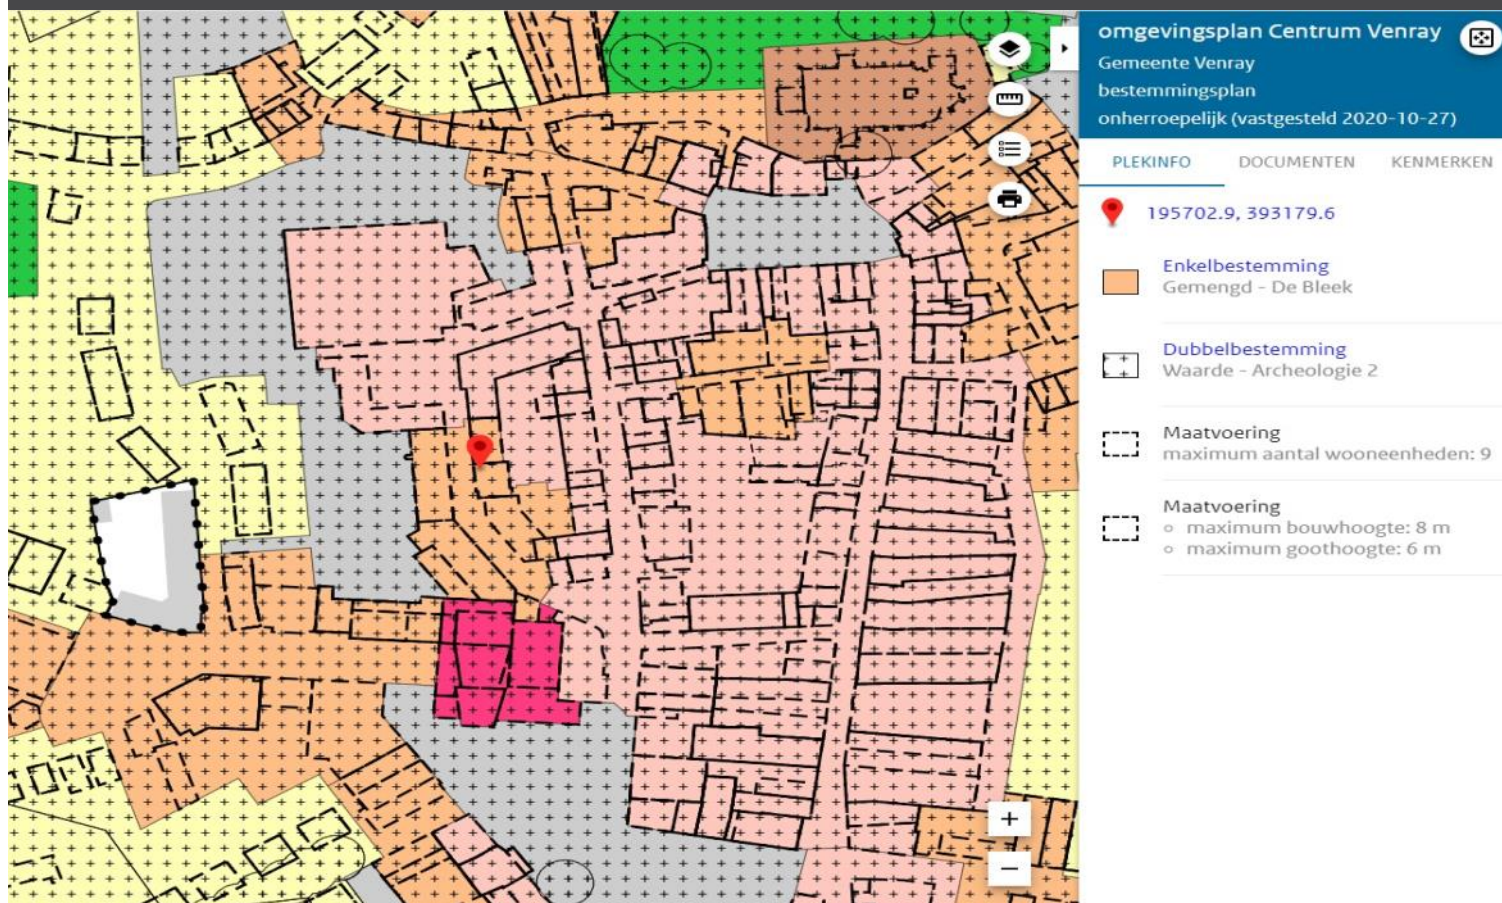 omgevingsplan Centrum Venray
Gemeente Venray
bestemmingsplan
onherroepelijk (vastgesteld 2020-10-27)
PLEKINFO DOCUMENTEN KENMERKEN
195702.9, 393179.6
Enkelbestemming
Gemengd - De Bleek
Dubbelbestemming
Waarde - Archeologie 2
Maatvoering
maximum aantal wooneenheden: 9
Maatvoering
maximum bouwhoogte: 8 m
maximum goothoogte: 6 m